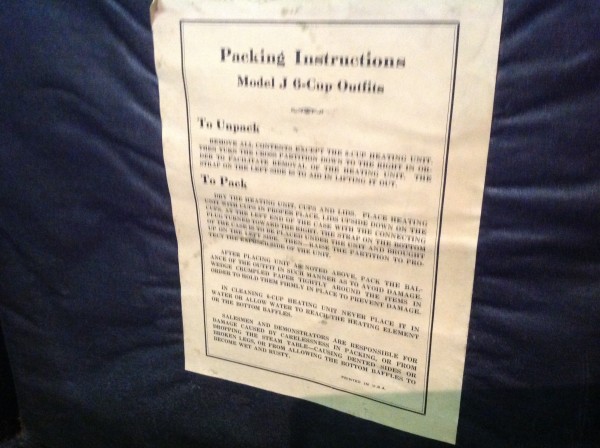 Packing Instructions
Model J 6-Cup Outfits
To Unpack
REMOVE ALL CONTENTS EXCEPT THE 6-CUP HEATING UNIT.
THEN TURN THE CROSS PARTITION DOWN TO THE RIGHT IN OR-
DER TO FACILITATE REMOVAL OF THE HEATING UNIT. THE
STRAP ON THE LEFT SIDE IS TO AID IN LIFTING IT OUT.
To Pack
DRY THE HEATING UNIT, CUPS AND LIDS. PLACE HEATING
UNIT, WITH CUPS IN PROPER PLACE, LIDS UPSIDE DOWN ON THE
CUPS, AT THE LEFT END OF THE CASE WITH THE CONNECTING
PLUG TURNED TOWARD THE RIGHT. THE STRAP ON THE BOTTOM
OF THE CASE MUST BE PLACED UNDER THE UNIT AND BROUGHT
UP ON THE LEFT SIDE. THEN—RAISE THE PARTITION TO PRO-
TECT THE OF THE UNIT.
AFTER PLACING UNIT AS NOTED ABOVE, PACK THE BAL-
ANCE OF THE OUTFIT IN SUCH MANNER AS TO AVOID DAMAGE.
WEDGE CRUMPLED PAPER TIGHTLY AROUND THE ITEMS IN
ORDER TO HOLD THEM FIRMLY IN PLACE TO PREVENT DAMAGE.
IN CLEANING 6-CUP HEATING UNIT NEVER PLACE IT IN
WATER OR ALLOW WATER TO REACH THE HEATING ELEMENT
OR THE BOTTOM BAFFLES.
SALESMEN AND DEMONSTRATORS ARE RESPONSIBLE FOR
DAMAGE CAUSED BY CARELESSNESS IN PACKING, OR FROM
DROPPING THE STEAM TABLE—CAUSING DENTED SIDES OR
BROKEN LEGS, OR FROM ALLOWING THE BOTTOM BAFFLES TO
BECOME WET AND RUSTY.
PRINTED IN U.S.A.